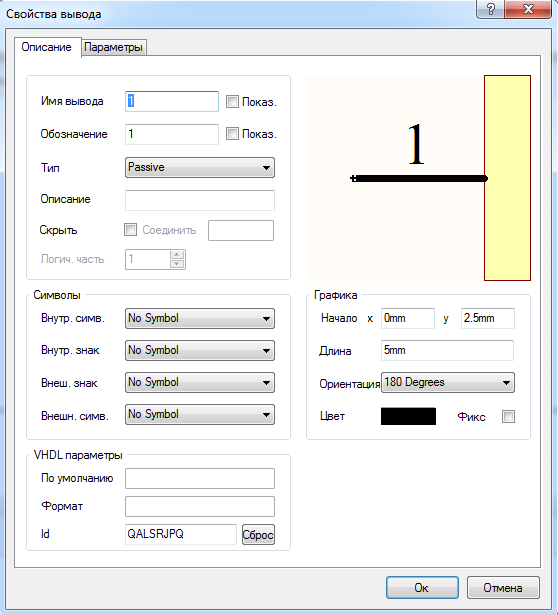 Свойства вывода
Описание Параметры
Имя вывода 1 Показ.
Обозначение 1 Показ.
Тип Passive
Описание
Скрыть Соединить
Логич. часть 1
1
Символы
Внутр. симв. No Symbol
Внутр. знак No Symbol
Внеш. знак No Symbol
Внешн. симв. No Symbol
Графика
Начало x 0mm y 2.5mm
Длина 5mm
Ориентация 180 Degrees
Цвет Фикс
VHDL параметры
По умолчанию
Формат
Id QALSRJPQ Сброс
Ок Отмена